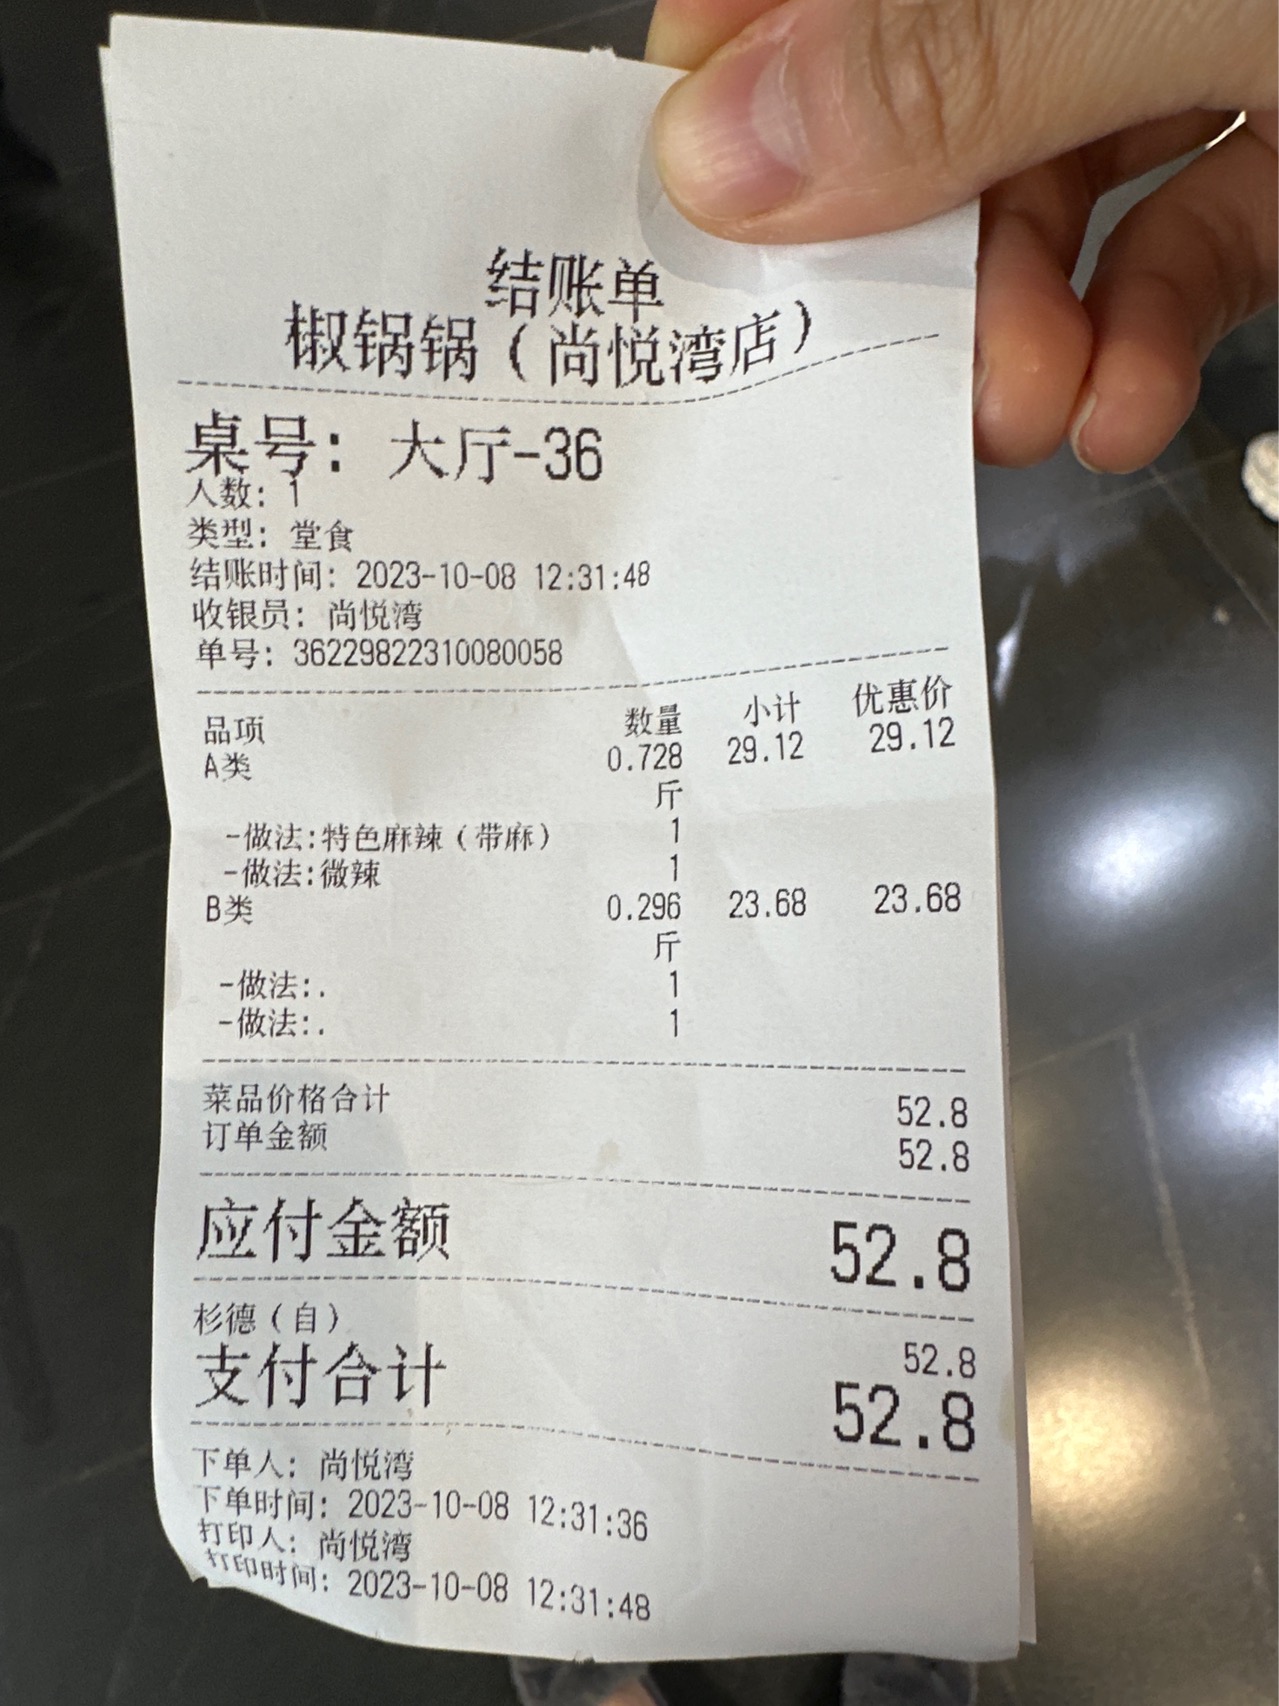 结账单
椒锅锅（尚悦湾店）
桌号： 大厅-36
人数: 1
类型: 堂食
结账时间: 2023-10-08 12:31:48
收银员: 尚悦湾
单号: 36229822310080058
品项 数量 小计 优惠价
A类 0.728 29.12 29.12
斤
-做法:特色麻辣（带麻） 1
-做法:微辣 1
B类 0.296 23.68 23.68
斤
-做法:. 1
-做法:. 1
菜品价格合计 52.8
订单金额 52.8
应付金额 52.8
杉德（自） 52.8
支付合计 52.8
下单人: 尚悦湾
下单时间: 2023-10-08 12:31:36
打印人: 尚悦湾
打印时间: 2023-10-08 12:31:48